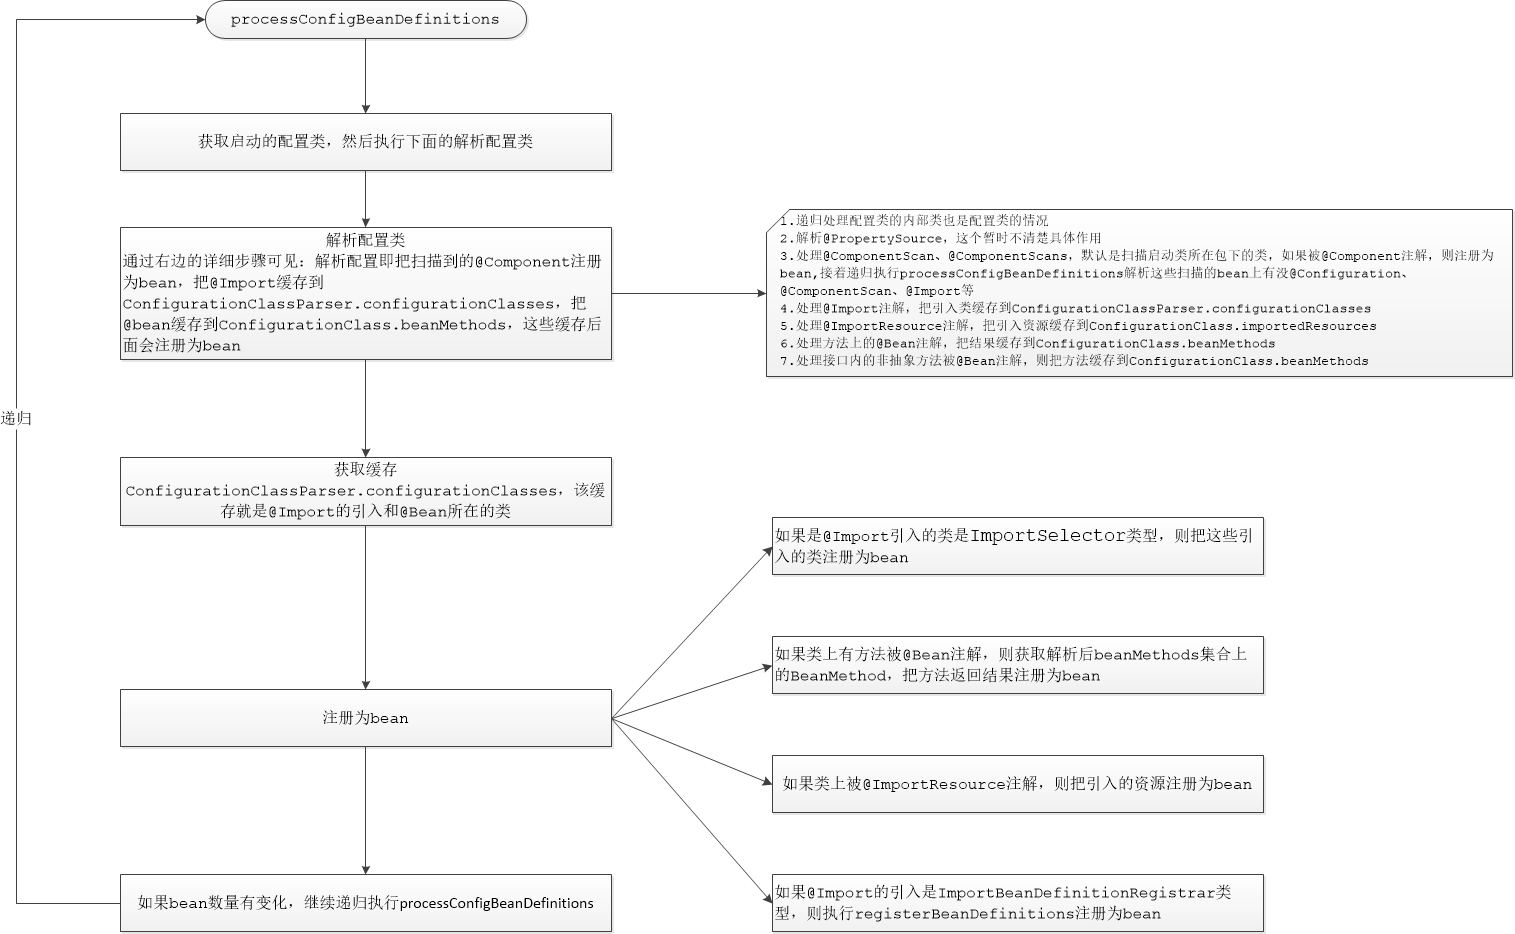 processConfigBeanDefinitions
获取启动的配置类，然后执行下面的解析配置类
解析配置类
通过右边的详细步骤可见：解析配置即把扫描到的@Component注册
为bean，把@Import缓存到
ConfigurationClassParser.configurationClasses，把
@bean缓存到ConfigurationClass.beanMethods，这些缓存后
面会注册为bean
1.递归处理配置类的内部类也是配置类的情况
2.解析@PropertySource，这个暂时不清楚具体作用
3.处理@ComponentScan、@ComponentScans，默认是扫描启动类所在包下的类，如果被@Component注解，则注册为
bean,接着递归执行processConfigBeanDefinitions解析这些扫描的bean上有没@Configuration、
@ComponentScan、@Import等
4.处理@Import注解，把引入类缓存到ConfigurationClassParser.configurationClasses
5.处理@ImportResource注解，把引入资源缓存到ConfigurationClass.importedResources
6.处理方法上的@Bean注解，把结果缓存到ConfigurationClass.beanMethods
7.处理接口内的非抽象方法被@Bean注解，则把方法缓存到ConfigurationClass.beanMethods
递归
获取缓存
ConfigurationClassParser.configurationClasses，该缓
存就是@Import的引入和@Bean所在的类
如果是@Import引入的类是ImportSelector类型，则把这些引
入的类注册为bean
如果类上有方法被@Bean注解，则获取解析后beanMethods集合上
的BeanMethod，把方法返回结果注册为bean
注册为bean
如果类上被@ImportResource注解，则把引入的资源注册为bean
如果bean数量有变化，继续递归执行processConfigBeanDefinitions
如果@Import的引入是ImportBeanDefinitionRegistrar类
型，则执行registerBeanDefinitions注册为bean